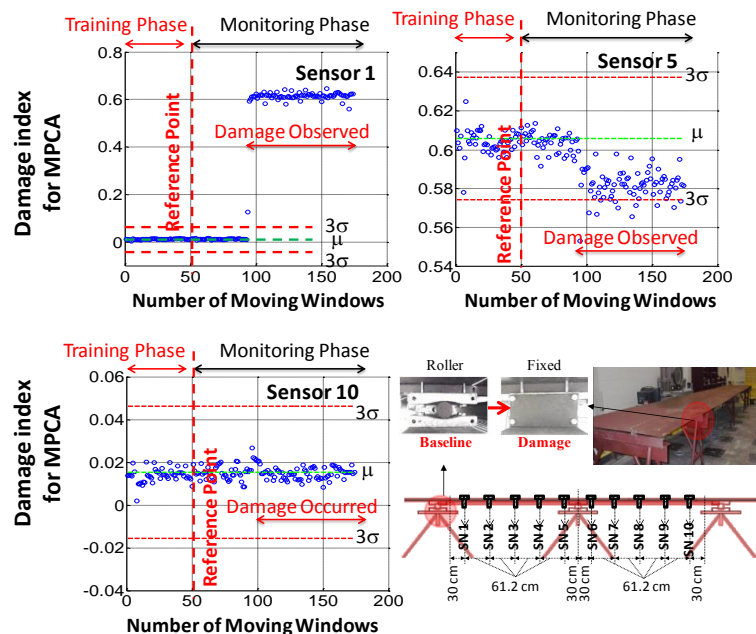 Training Phase
Monitoring Phase
Sensor 1
Damage index
for MPCA
0.8
0.6
0.4
0.2
0
Reference Point
Damage Observed
3σ
μ
3σ
0
50
100
150
200
Number of Moving Windows
Training Phase
Monitoring Phase
Sensor 5
0.64
0.62
0.6
0.58
0.56
0.54
Reference Point
3σ
μ
3σ
Damage Observed
0
50
100
150
200
Number of Moving Windows
Training Phase
Monitoring Phase
Sensor 10
Damage index
for MPCA
0.06
0.04
0.02
0
-0.02
-0.04
Reference Point
3σ
μ
Damage Occurred
3σ
0
50
100
150
200
Number of Moving Windows
Roller
Fixed
Baseline
Damage
SN 1
SN 2
SN 3
SN 4
SN 5
SN 6
SN 7
SN 8
SN 9
SN 10
30 cm
61.2 cm
30 cm
30 cm
61.2 cm
30 cm